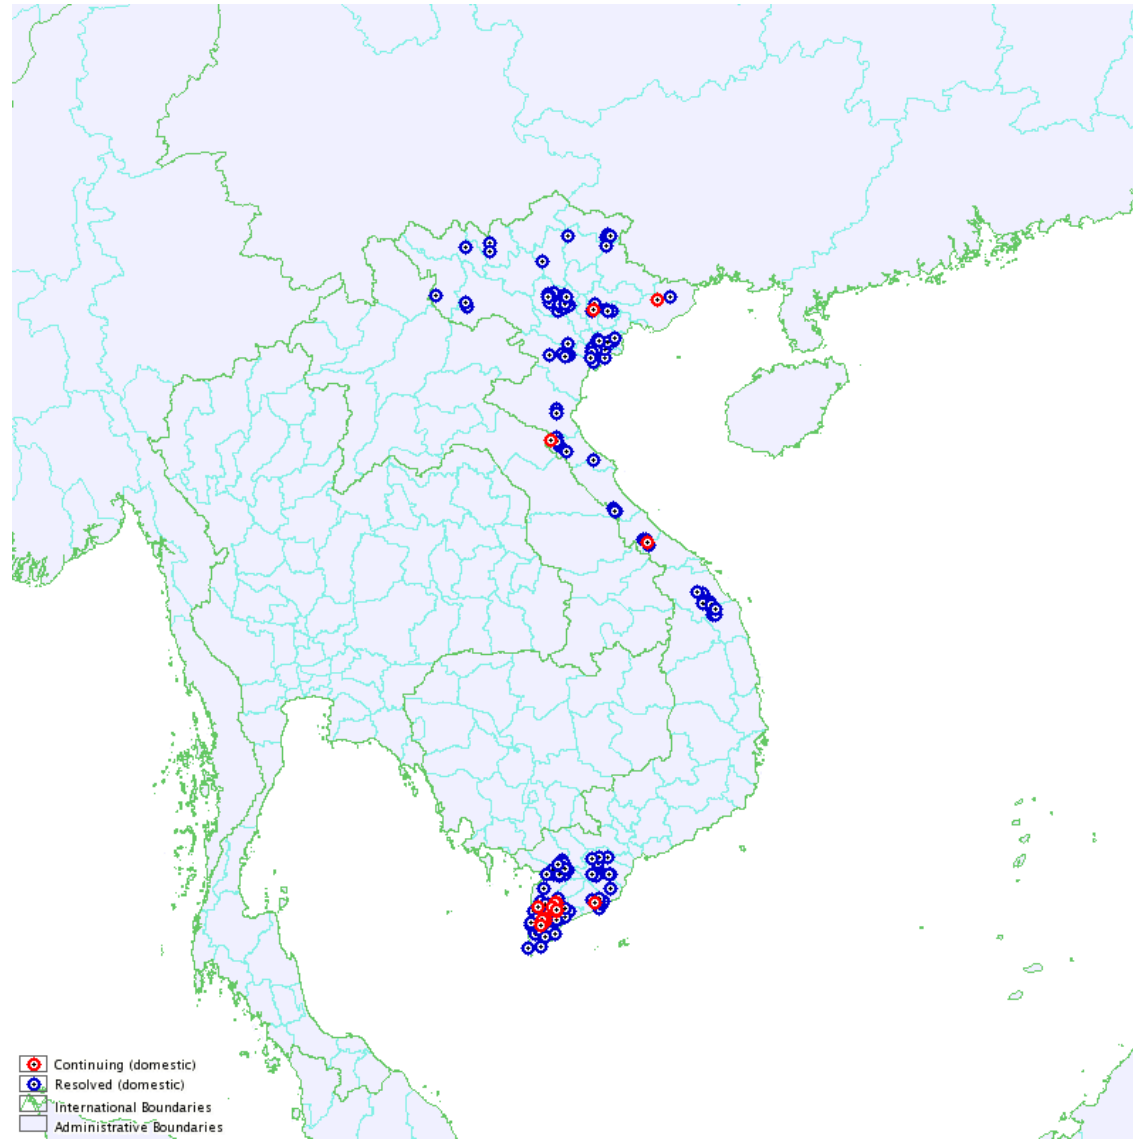 Continuing (domestic)
Resolved (domestic)
International Boundaries
Administrative Boundaries